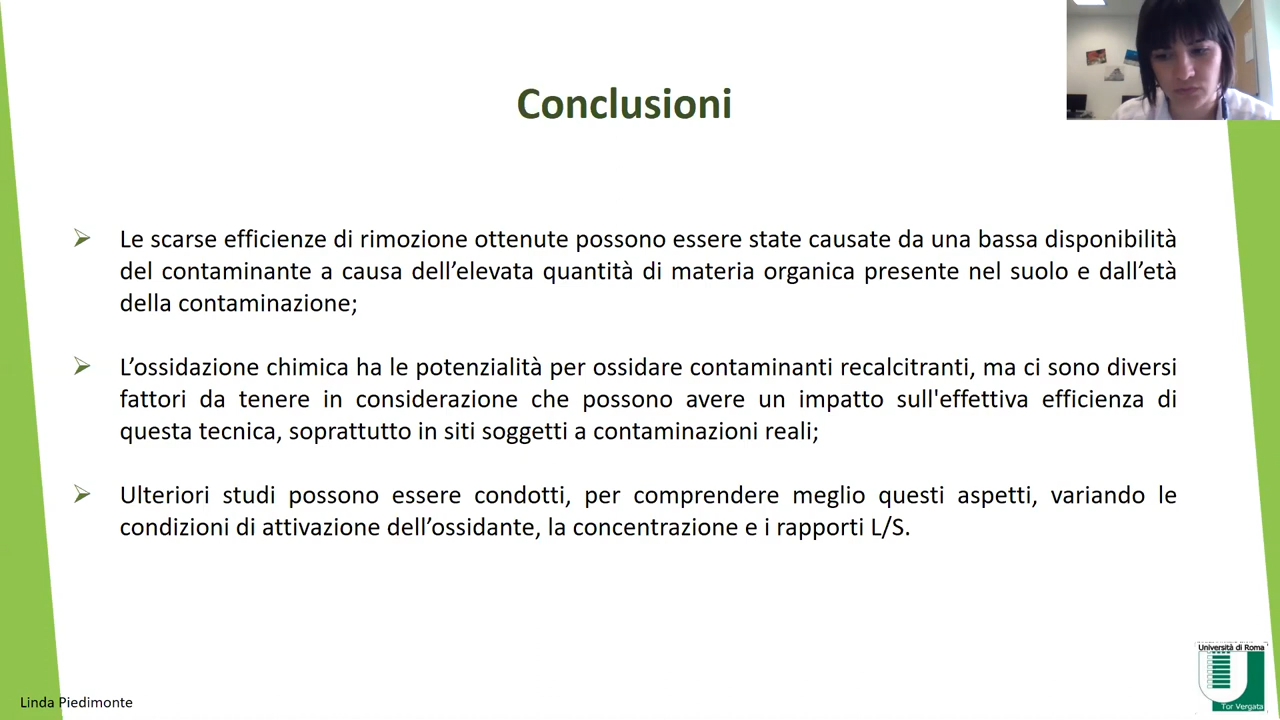 Conclusioni
Le scarse efficienze di rimozione ottenute possono essere state causate da una bassa disponibilità
del contaminante a causa dell’elevata quantità di materia organica presente nel suolo e dall’età
della contaminazione;
L’ossidazione chimica ha le potenzialità per ossidare contaminanti recalcitranti, ma ci sono diversi
fattori da tenere in considerazione che possono avere un impatto sull'effettiva efficienza di
questa tecnica, soprattutto in siti soggetti a contaminazioni reali;
Ulteriori studi possono essere condotti, per comprendere meglio questi aspetti, variando le
condizioni di attivazione dell’ossidante, la concentrazione e i rapporti L/S.
Università di Roma
Tor Vergata
Linda Piedimonte